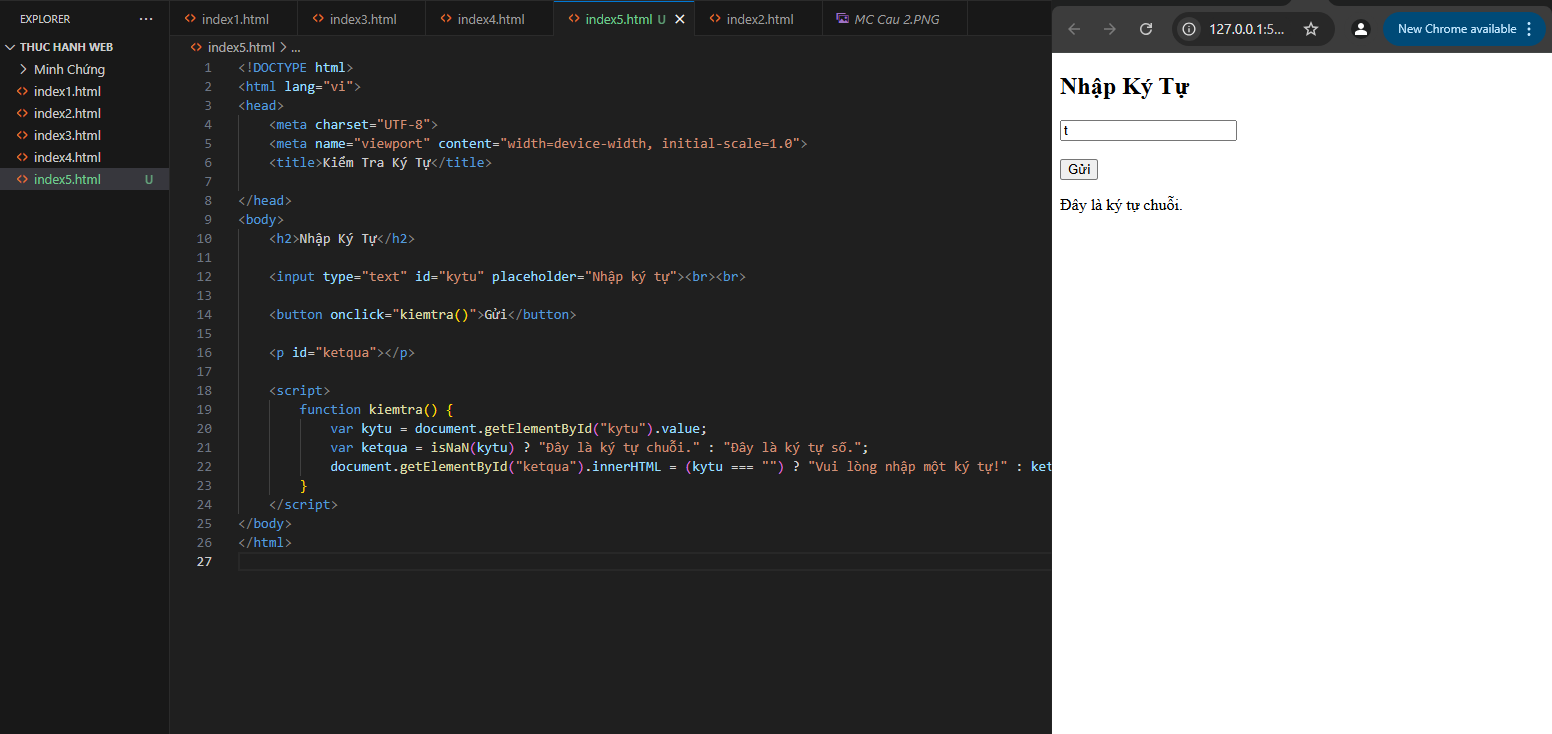 EXPLORER ···
THUC HANH WEB
Minh Chứng
index1.html
index2.html
index3.html
index4.html
index5.html U
index1.html index3.html index4.html index5.html U index2.html MC Cau 2.PNG
index5.html > ...
1 <!DOCTYPE html>
2 <html lang="vi">
3 <head>
4 <meta charset="UTF-8">
5 <meta name="viewport" content="width=device-width, initial-scale=1.0">
6 <title>Kiểm Tra Ký Tự</title>
7
8 </head>
9 <body>
10 <h2>Nhập Ký Tự</h2>
11
12 <input type="text" id="kytu" placeholder="Nhập ký tự"><br><br>
13
14 <button onclick="kiemtra()">Gửi</button>
15
16 <p id="ketqua"></p>
17
18 <script>
19 function kiemtra() {
20 var kytu = document.getElementById("kytu").value;
21 var ketqua = isNaN(kytu) ? "Đây là ký tự chuỗi." : "Đây là ký tự số.";
22 document.getElementById("ketqua").innerHTML = (kytu === "") ? "Vui lòng nhập một ký tự!" : ket
23 }
24 </script>
25 </body>
26 </html>
27
127.0.0.1:5... New Chrome available
Nhập Ký Tự
t
Gửi
Đây là ký tự chuỗi.